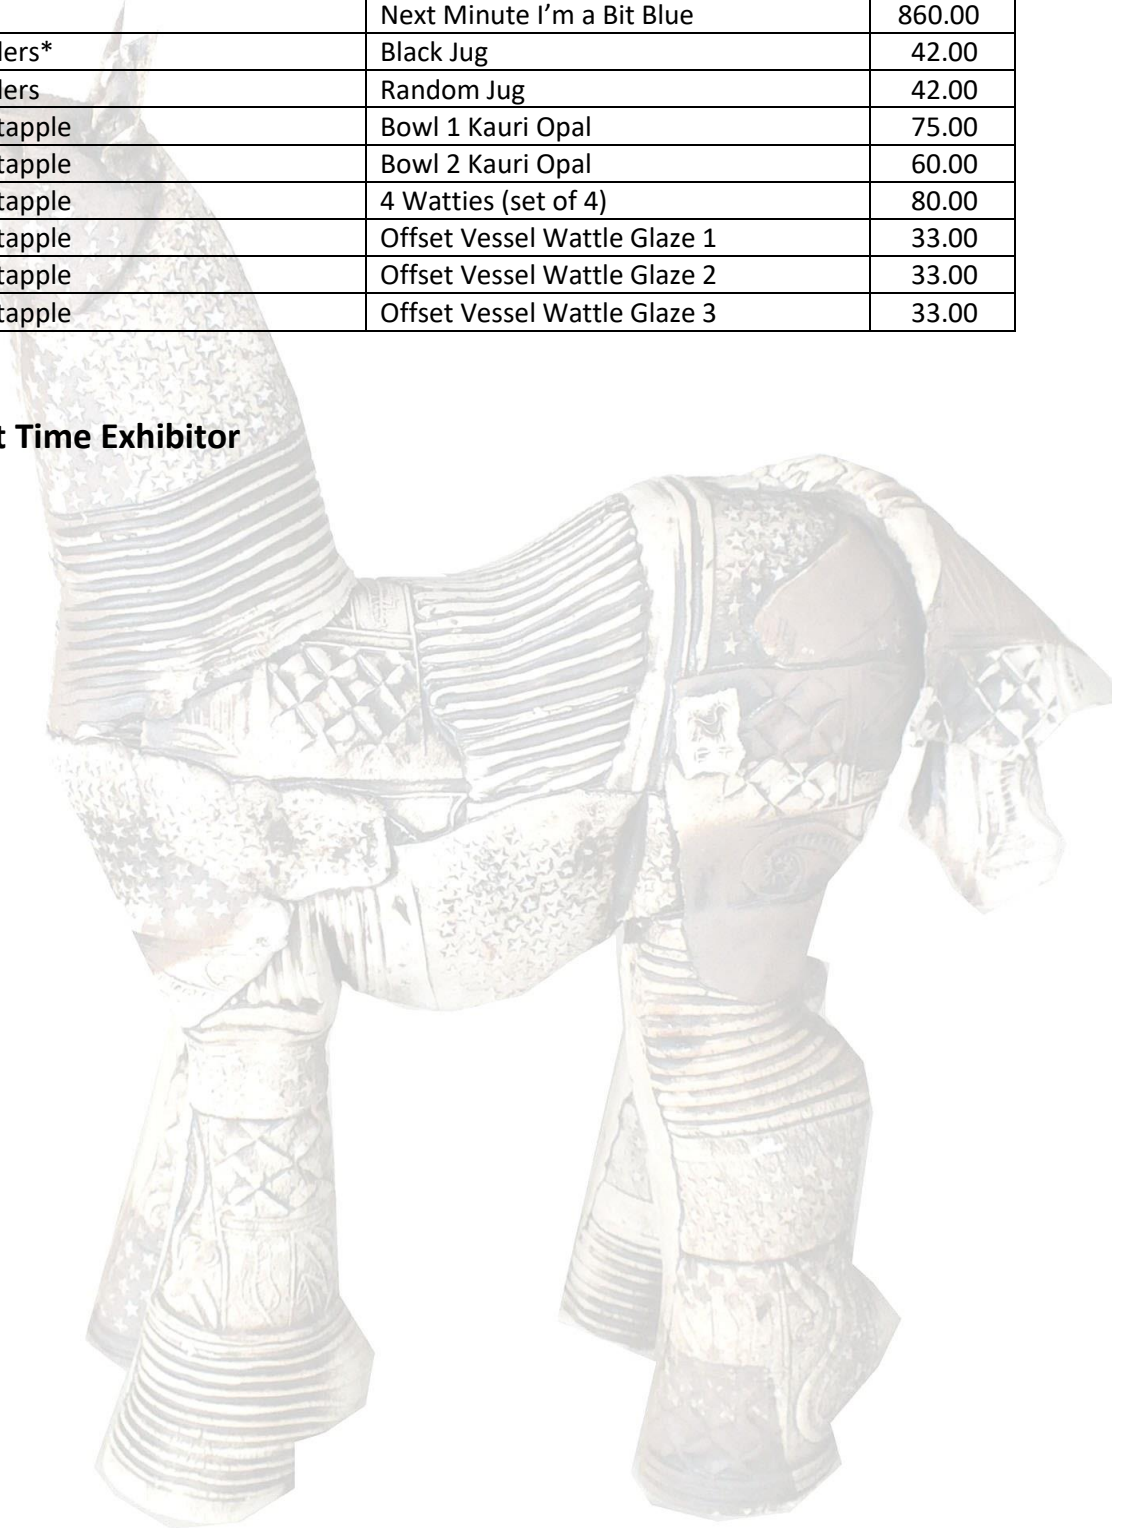 Next Minute I’m a Bit Blue 860.00
ders* Black Jug 42.00
ders Random Jug 42.00
tapple Bowl 1 Kauri Opal 75.00
tapple Bowl 2 Kauri Opal 60.00
tapple 4 Watties (set of 4) 80.00
tapple Offset Vessel Wattle Glaze 1 33.00
tapple Offset Vessel Wattle Glaze 2 33.00
tapple Offset Vessel Wattle Glaze 3 33.00
t Time Exhibitor